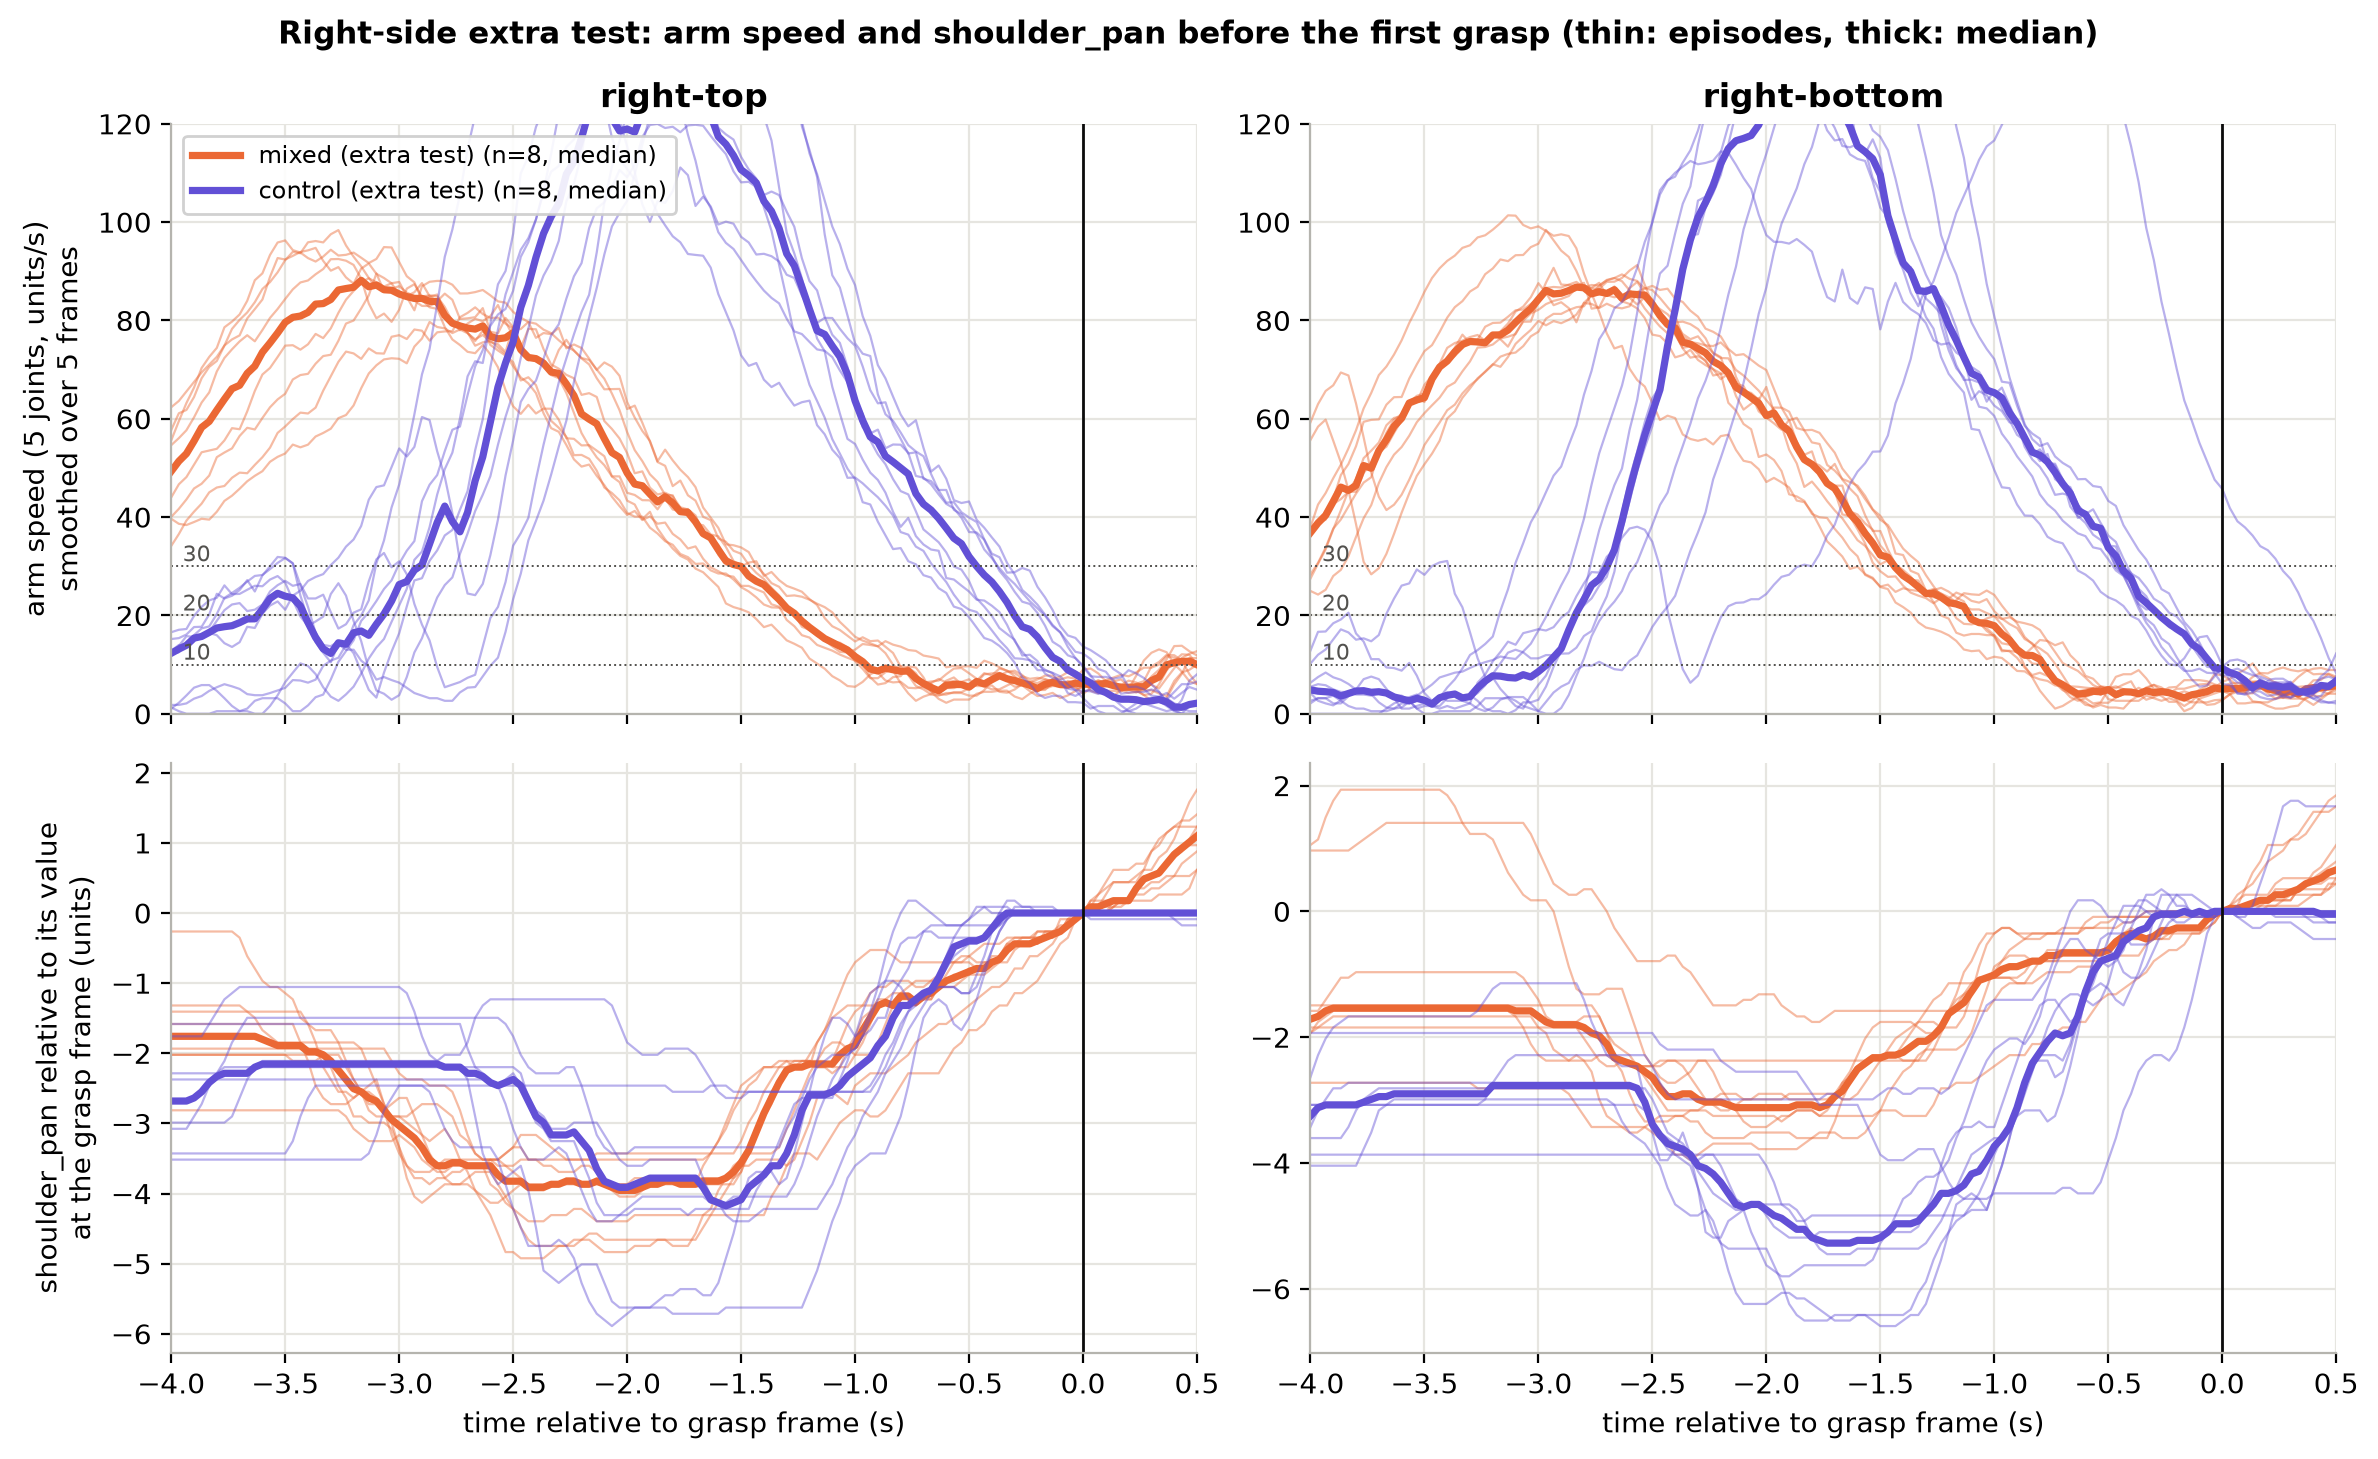 Right-side extra test: arm speed and shoulder_pan before the first grasp (thin: episodes, thick: median)
right-top
right-bottom
arm speed (5 joints, units/s)
smoothed over 5 frames
120
100
80
60
40
20
0
mixed (extra test) (n=8, median)
control (extra test) (n=8, median)
30
20
10
120
100
80
60
40
20
0
30
20
10
shoulder_pan relative to its value
at the grasp frame (units)
2
1
0
−1
−2
−3
−4
−5
−6
2
0
−2
−4
−6
−4.0 −3.5 −3.0 −2.5 −2.0 −1.5 −1.0 −0.5 0.0 0.5
−4.0 −3.5 −3.0 −2.5 −2.0 −1.5 −1.0 −0.5 0.0 0.5
time relative to grasp frame (s)
time relative to grasp frame (s)